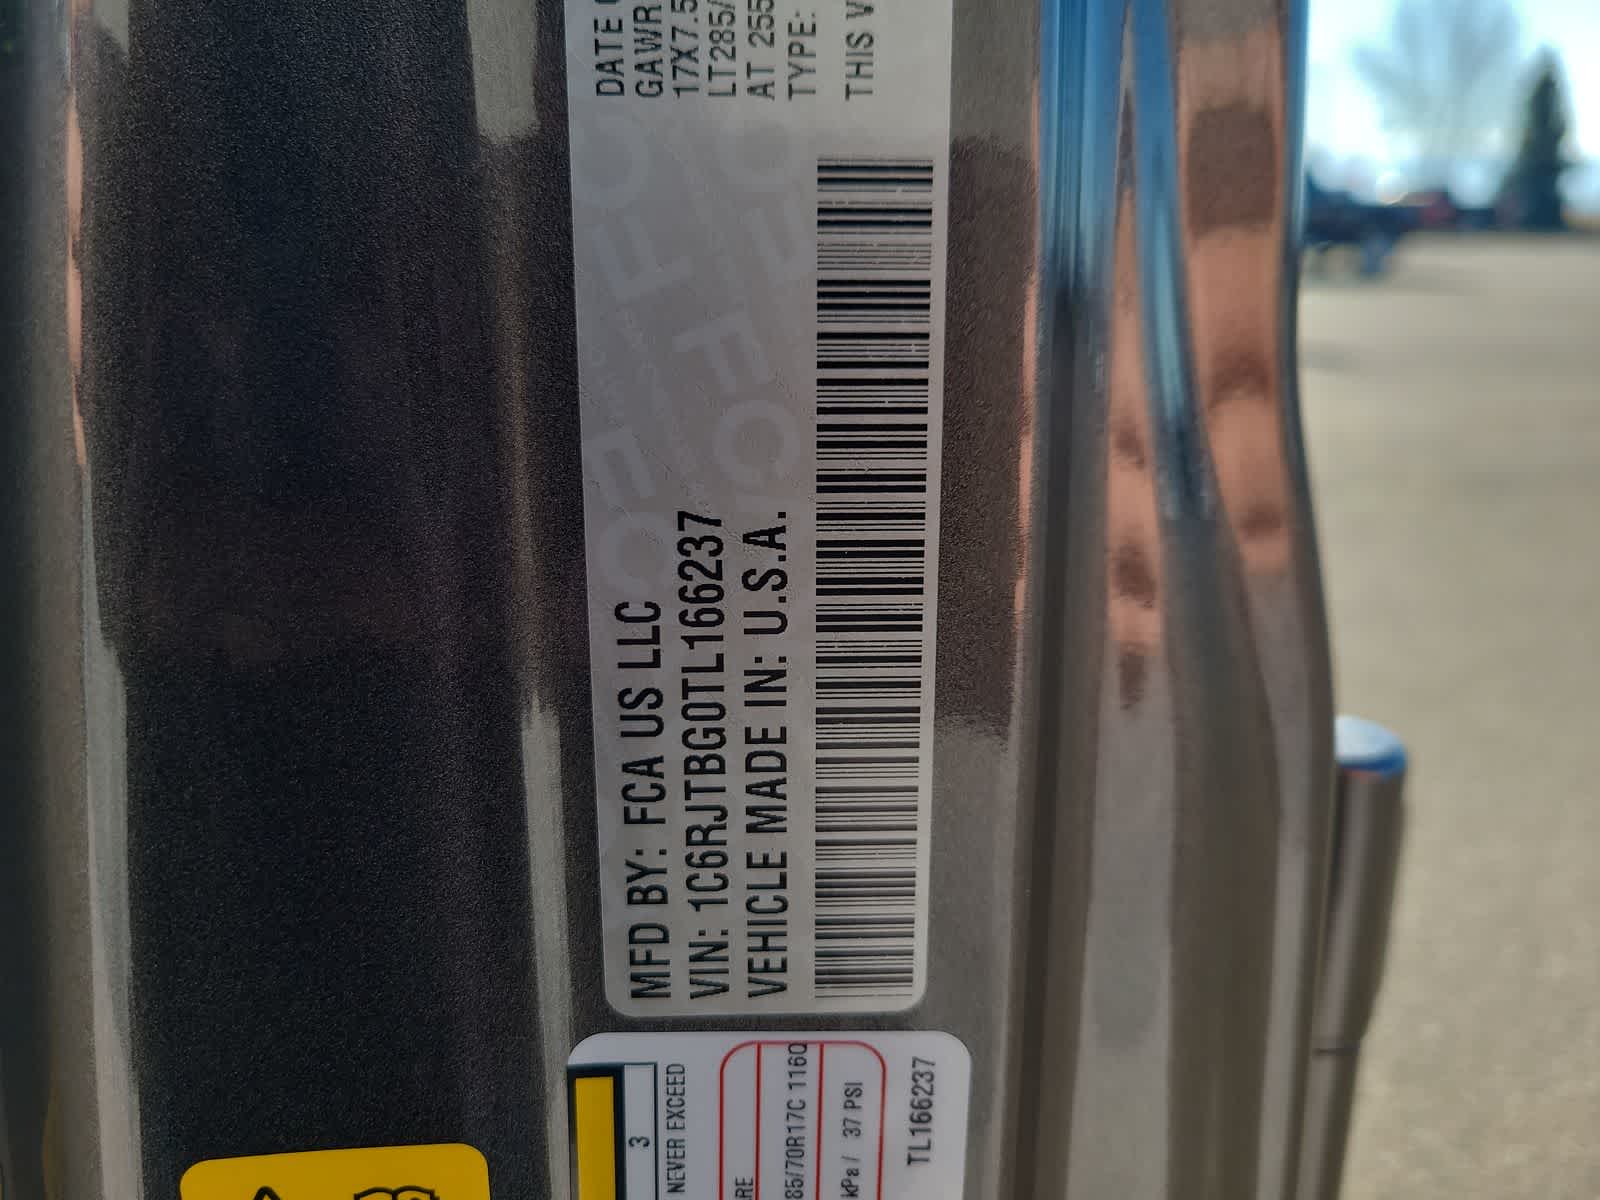 MFD BY: FCA US LLC
VIN: 1C6RJTBG0TL166237
VEHICLE MADE IN: U.S.A.
DATE
GAWR
17X7.5
LT285/
AT 255
TYPE:
THIS
3
NEVER EXCEED
85/70R17C 116Q
kPa / 37 PSI
TL166237